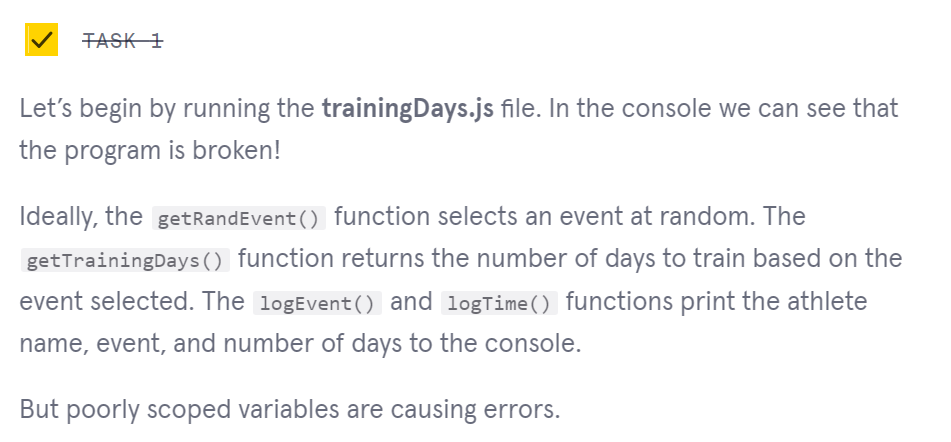 TASK 1
Let’s begin by running the trainingDays.js file. In the console we can see that
the program is broken!
Ideally, the getRandEvent() function selects an event at random. The
getTrainingDays() function returns the number of days to train based on the
event selected. The logEvent() and logTime() functions print the athlete
name, event, and number of days to the console.
But poorly scoped variables are causing errors.